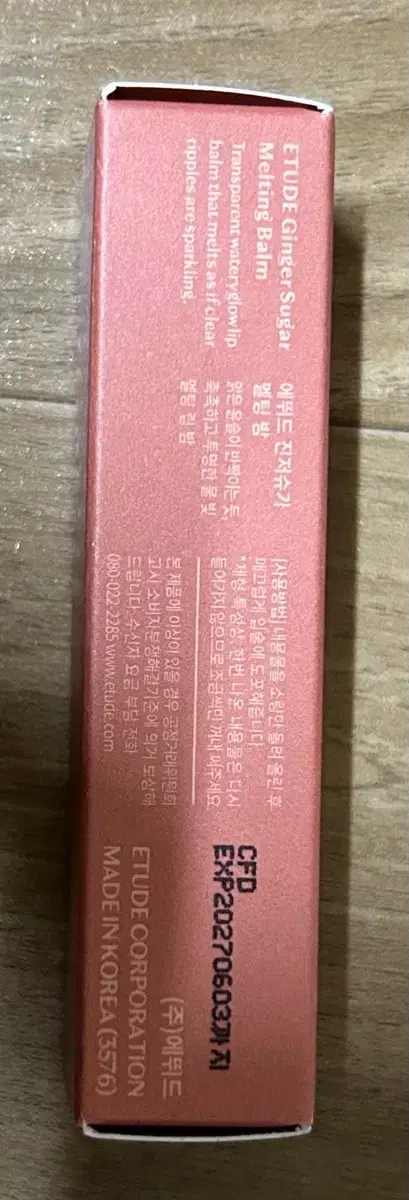 ETUDE Ginger Sugar
Melting Balm
Transparent watery glow lip
balm that melts as if clear
ripples are sparkling.
에뛰드 진저슈가
멜팅 밤
맑은 윤슬이 반짝이는 듯,
촉촉하고 투명한 물 빛
멜팅 립 밤
[사용방법] 내용물을 소량만 돌려 올린 후
매끄럽게 입술에 도포해줍니다.
*제형 특성상, 한번 나온 내용물은 다시
들어가지 않으므로 조금씩만 꺼내 써주세요
본 제품에 이상이 있을 경우 공정거래위원회
고시 소비자분쟁해결기준에 의거 보상해
드립니다. 수신자 요금 부담 전화
080-022-2285 www.etude.com
CFD
EXP20270603까지
(주)에뛰드
ETUDE CORPORATION
MADE IN KOREA (3576)